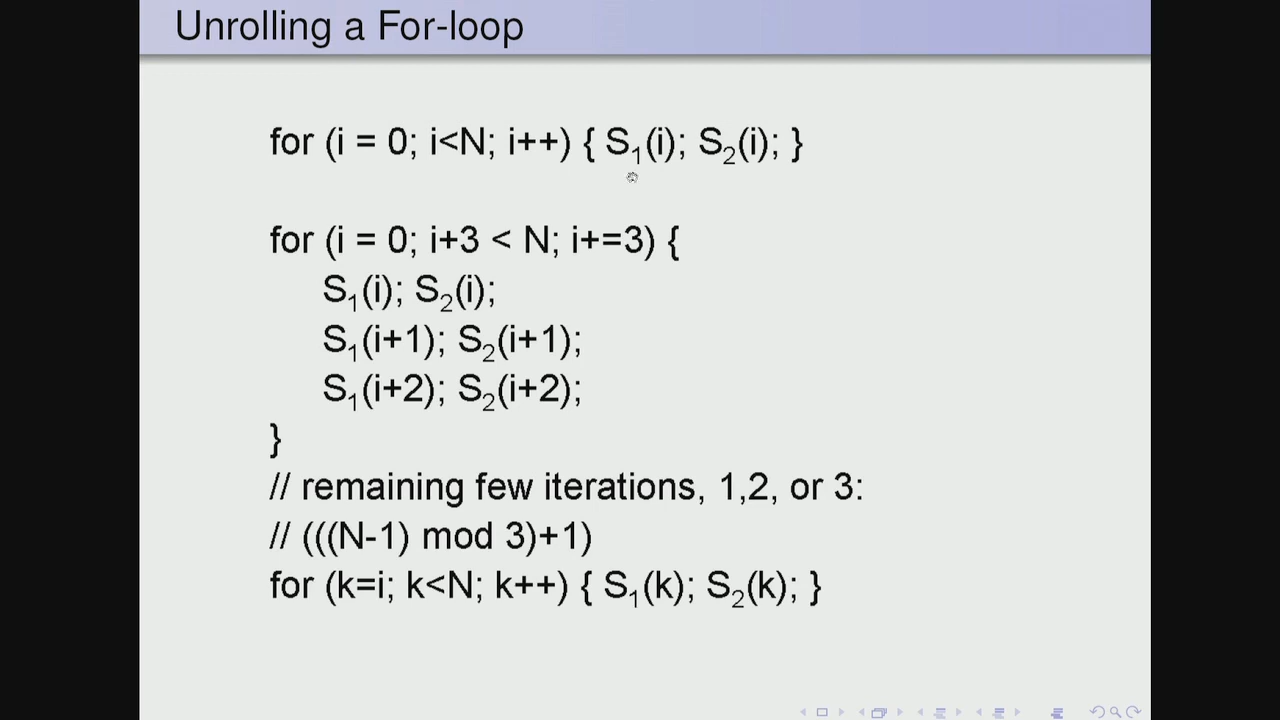 Unrolling a For-loop
for (i = 0; i<N; i++) { S₁(i); S₂(i); }
for (i = 0; i+3 < N; i+=3) {
S₁(i); S₂(i);
S₁(i+1); S₂(i+1);
S₁(i+2); S₂(i+2);
}
// remaining few iterations, 1,2, or 3:
// (((N-1) mod 3)+1)
for (k=i; k<N; k++) { S₁(k); S₂(k); }